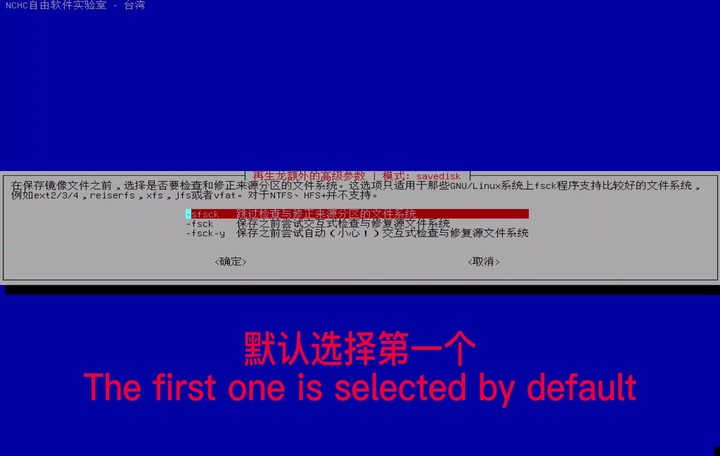 NCHC自由软件实验室 - 台湾
再生龙额外的高级参数 | 模式: savedisk
在保存镜像文件之前，选择是否要检查和修正来源分区的文件系统。这选项只适用于那些GNU/Linux系统上fsck程序支持比较好的文件系统，
例如ext2/3/4，reiserfs，xfs，jfs或者vfat。对于NTFS、HFS+并不支持。
-sfsck 跳过检查与修正来源分区的文件系统
-fsck 保存之前尝试交互式检查与修复源文件系统
-fsck-y 保存之前尝试自动（小心！）交互式检查与修复源文件系统
<确定> <取消>
默认选择第一个
The first one is selected by default